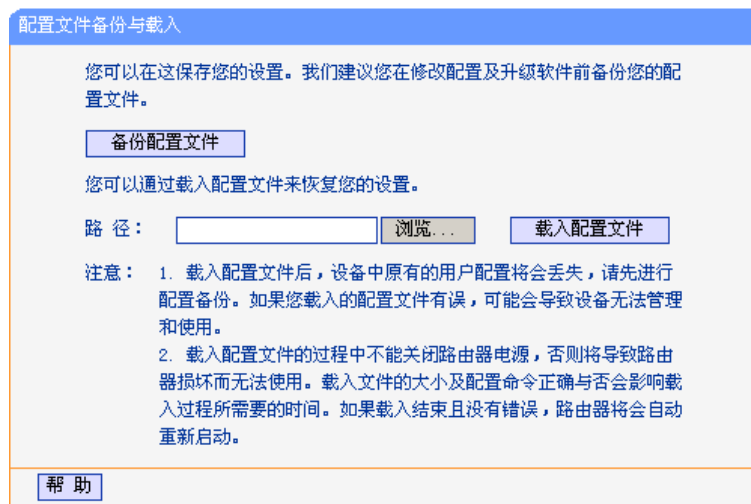 配置文件备份与载入
您可以在这保存您的设置。我们建议您在修改配置及升级软件前备份您的配
置文件。
备份配置文件
您可以通过载入配置文件来恢复您的设置。
路 径： 浏览... 载入配置文件
注意： 1. 载入配置文件后，设备中原有的用户配置将会丢失，请先进行
配置备份。如果您载入的配置文件有误，可能会导致设备无法管理
和使用。
2. 载入配置文件的过程中不能关闭路由器电源，否则将导致路由
器损坏而无法使用。载入文件的大小及配置命令正确与否会影响载
入过程所需要的时间。如果载入结束且没有错误，路由器将会自动
重新启动。
帮 助